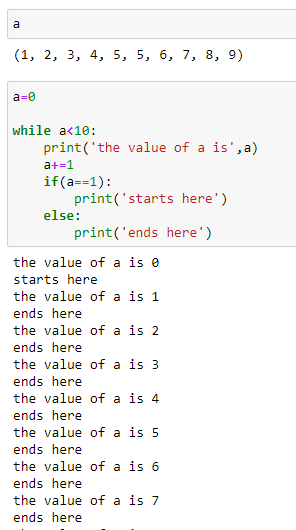 a
(1, 2, 3, 4, 5, 5, 6, 7, 8, 9)
a=0
while a<10:
    print('the value of a is',a)
    a+=1
    if(a==1):
        print('starts here')
    else:
        print('ends here')
the value of a is 0
starts here
the value of a is 1
ends here
the value of a is 2
ends here
the value of a is 3
ends here
the value of a is 4
ends here
the value of a is 5
ends here
the value of a is 6
ends here
the value of a is 7
ends here